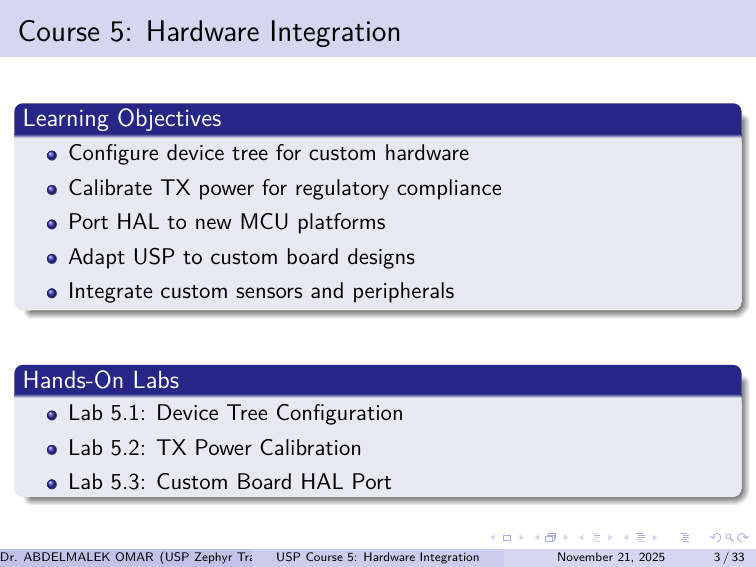 Course 5: Hardware Integration
Learning Objectives
Configure device tree for custom hardware
Calibrate TX power for regulatory compliance
Port HAL to new MCU platforms
Adapt USP to custom board designs
Integrate custom sensors and peripherals
Hands-On Labs
Lab 5.1: Device Tree Configuration
Lab 5.2: TX Power Calibration
Lab 5.3: Custom Board HAL Port
Dr. ABDELMALEK OMAR (USP Zephyr Tra USP Course 5: Hardware Integration November 21, 2025 3 / 33